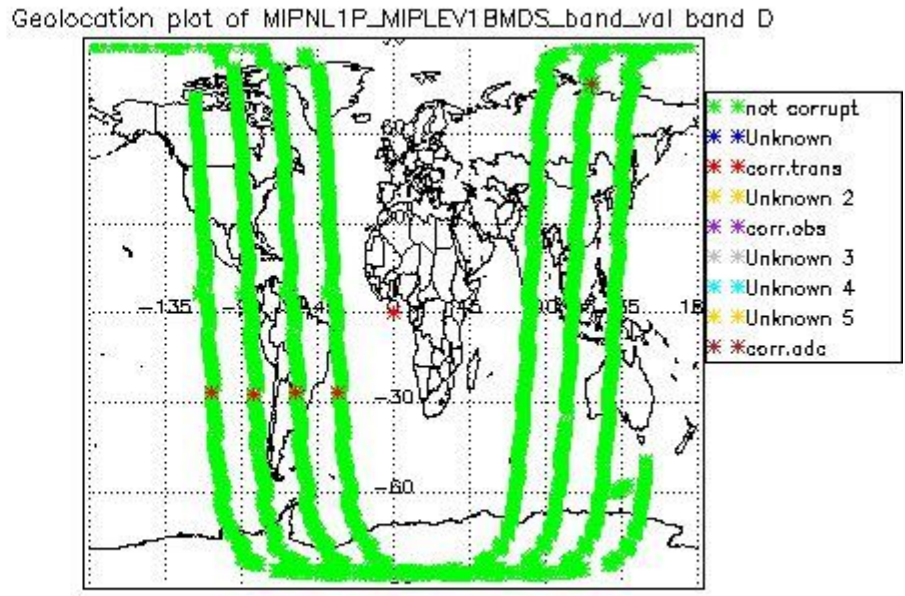 Geolocation plot of MIPNL1P_MIPLEV1BMDS_band_val band D
not corrupt
Unknown
corr.trans
Unknown 2
corr.obs
Unknown 3
Unknown 4
Unknown 5
corr.adc
-135
-30
-60